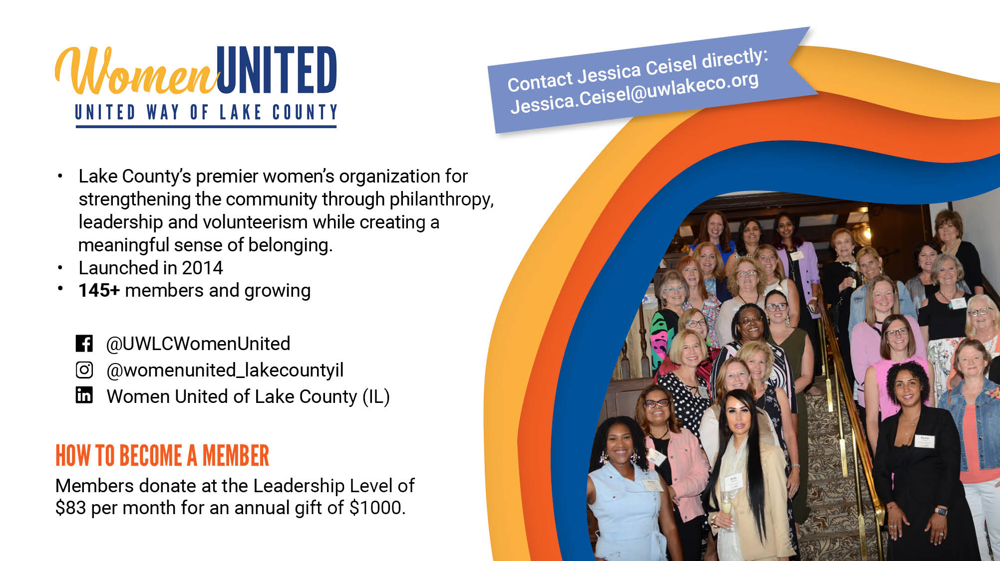 Women UNITED
UNITED WAY OF LAKE COUNTY
Contact Jessica Ceisel directly:
Jessica.Ceisel@uwlakeco.org
• Lake County’s premier women’s organization for
strengthening the community through philanthropy,
leadership and volunteerism while creating a
meaningful sense of belonging.
• Launched in 2014
• 145+ members and growing
@UWLCWomenUnited
@womenunited_lakecountyil
Women United of Lake County (IL)
HOW TO BECOME A MEMBER
Members donate at the Leadership Level of
$83 per month for an annual gift of $1000.